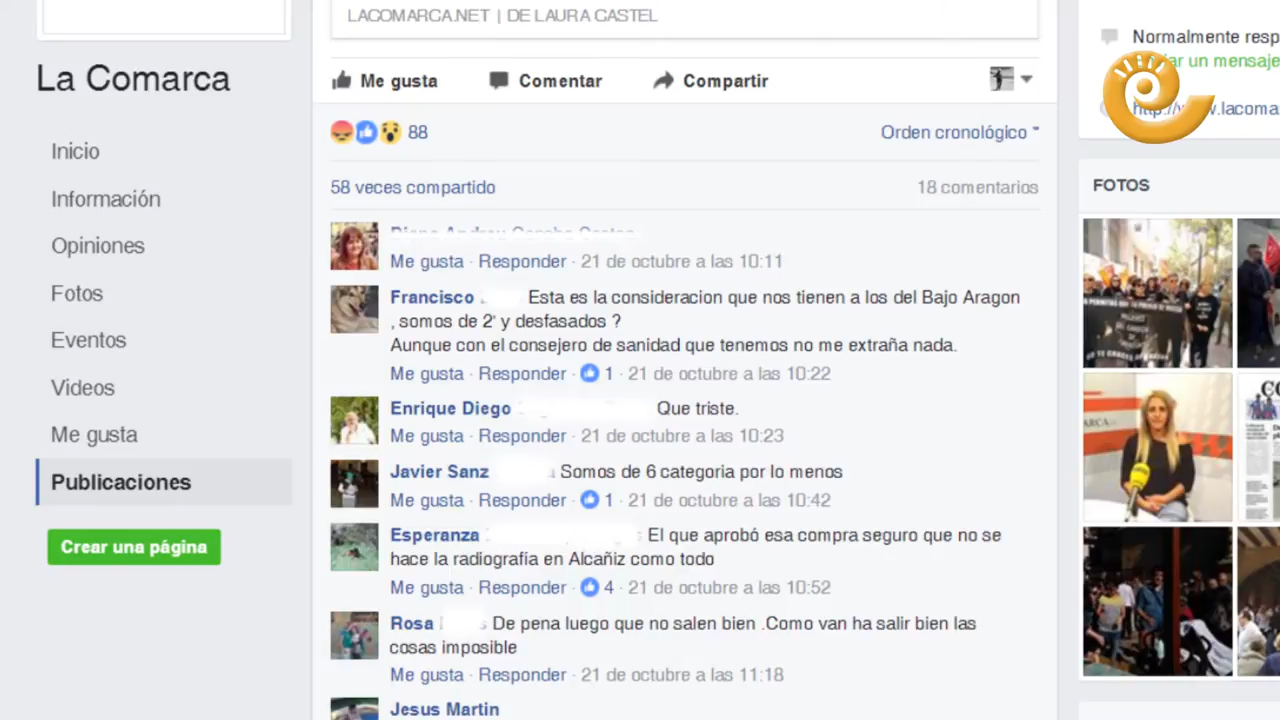 LACOMARCA.NET | DE LAURA CASTEL
Me gusta Comentar Compartir
88 Orden cronológico
58 veces compartido 18 comentarios
Me gusta · Responder · 21 de octubre a las 10:11
Francisco Esta es la consideracion que nos tienen a los del Bajo Aragon
, somos de 2' y desfasados ?
Aunque con el consejero de sanidad que tenemos no me extraña nada.
Me gusta · Responder · 1 · 21 de octubre a las 10:22
Enrique Diego Que triste.
Me gusta · Responder · 21 de octubre a las 10:23
Javier Sanz Somos de 6 categoria por lo menos
Me gusta · Responder · 1 · 21 de octubre a las 10:42
Esperanza El que aprobó esa compra seguro que no se
hace la radiografía en Alcañiz como todo
Me gusta · Responder · 4 · 21 de octubre a las 10:52
Rosa De pena luego que no salen bien .Como van ha salir bien las
cosas imposible
Me gusta · Responder · 21 de octubre a las 11:18
Jesus Martin
La Comarca
Inicio
Información
Opiniones
Fotos
Eventos
Videos
Me gusta
Publicaciones
Crear una página
Normalmente resp
ar un mensaje
http:// w.lacoma
FOTOS